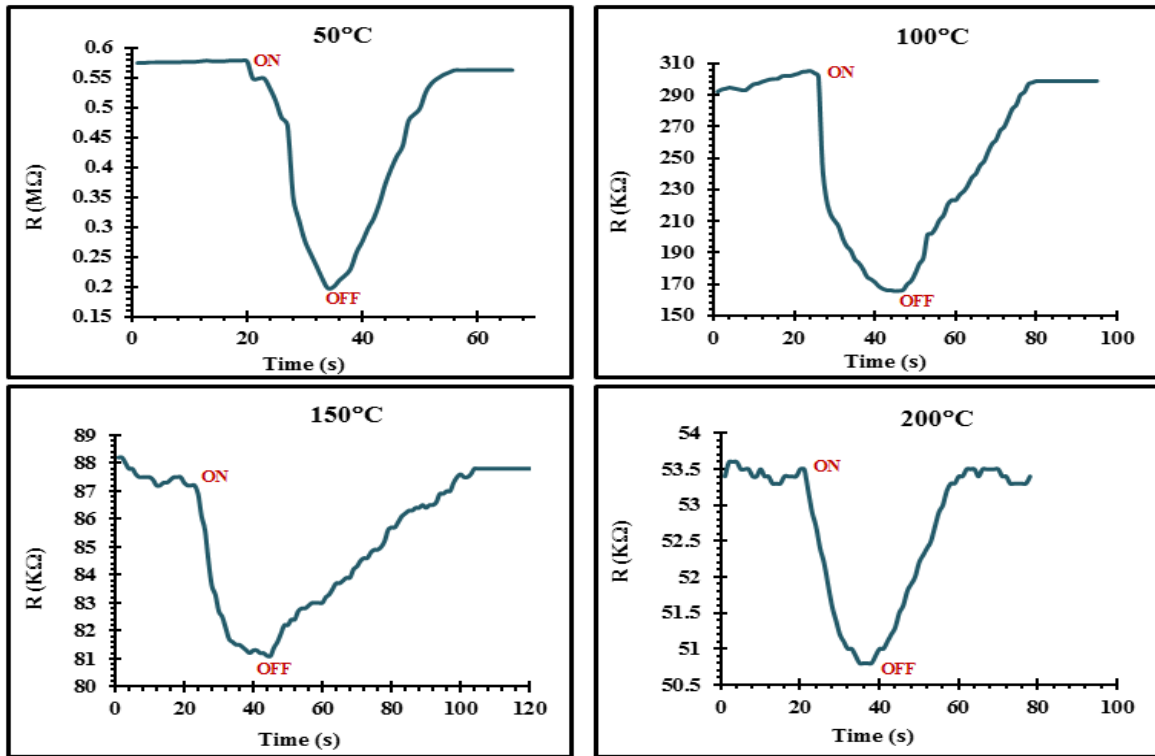 50°C
ON
OFF
R (MΩ)
0.6
0.55
0.5
0.45
0.4
0.35
0.3
0.25
0.2
0.15
0 20 40 60
Time (s)
100°C
ON
OFF
R (KΩ)
310
290
270
250
230
210
190
170
150
0 20 40 60 80 100
Time (s)
150°C
ON
OFF
R (KΩ)
89
88
87
86
85
84
83
82
81
80
0 20 40 60 80 100 120
Time (s)
200°C
ON
OFF
R (KΩ)
54
53.5
53
52.5
52
51.5
51
50.5
0 20 40 60 80 100
Time (s)